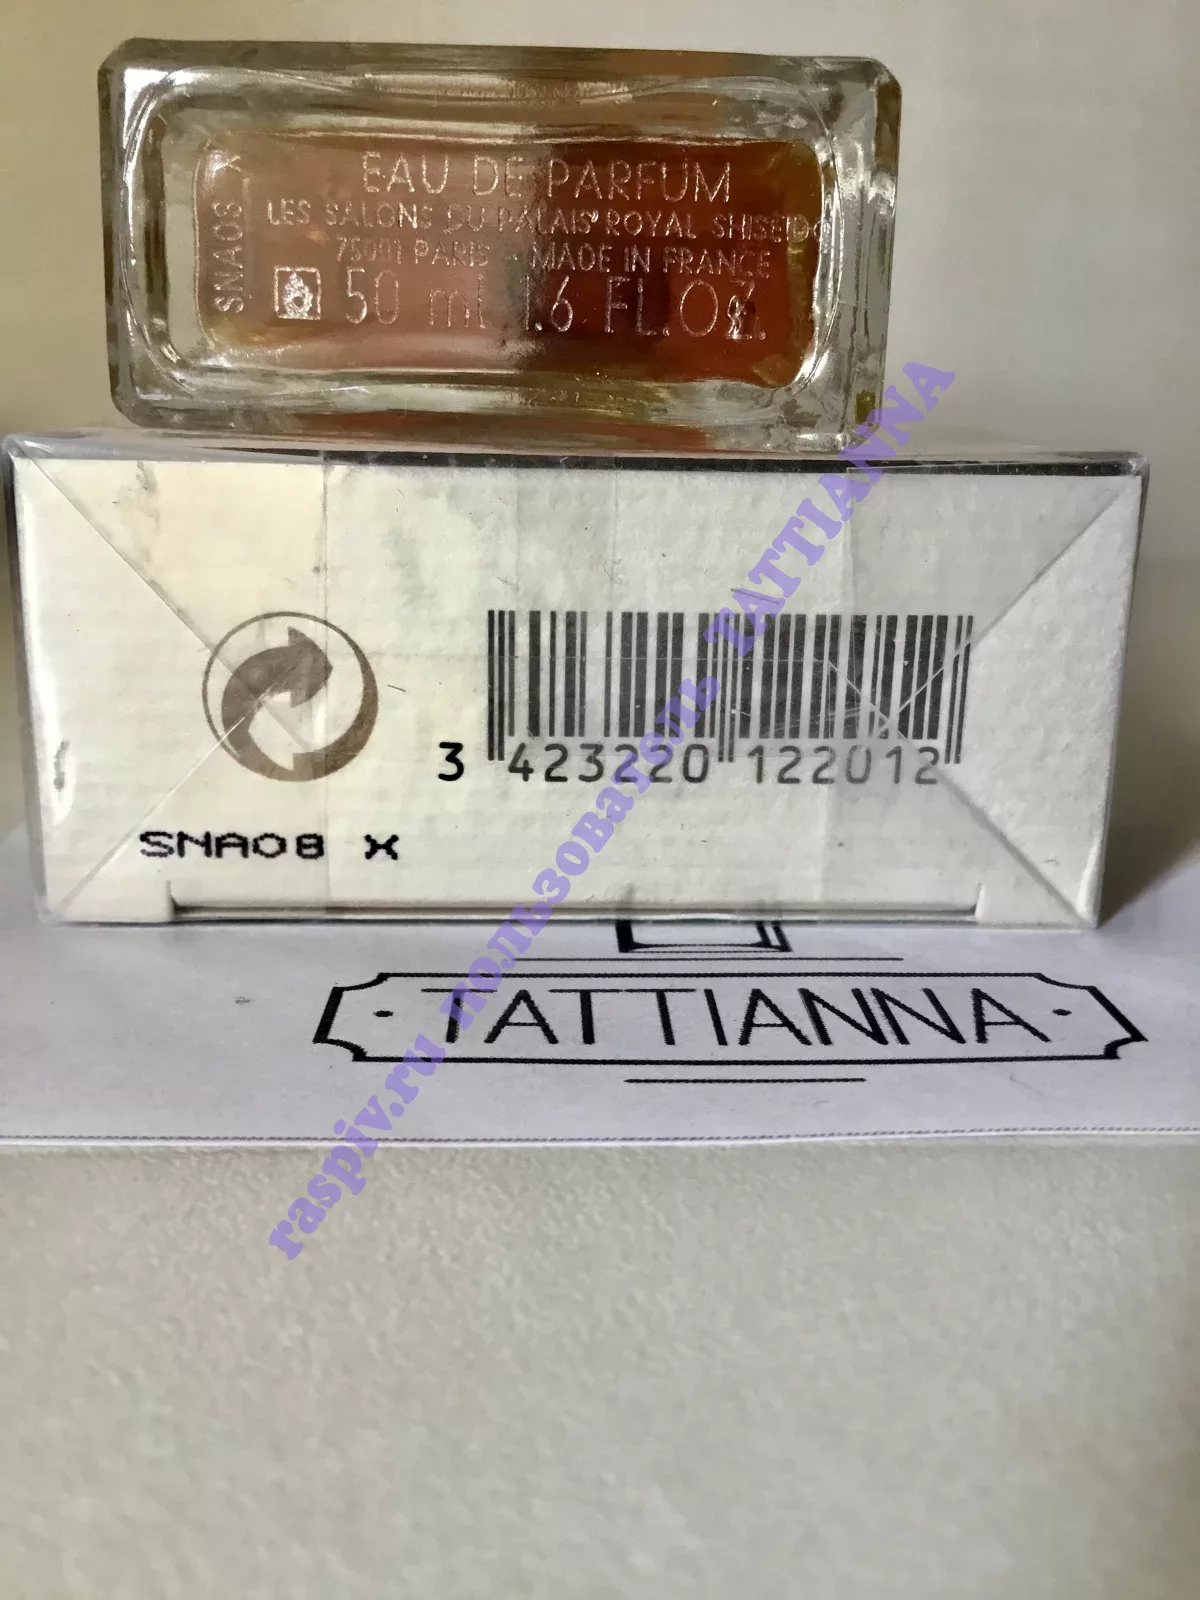 EAU DE PARFUM
LES SALONS DU PALAIS ROYAL SHISEIDO
75001 PARIS - MADE IN FRANCE
50 ml 1.6 FL.OZ.
SNA08 X
3 423220 122012
SNA08 X
· TATTIANNA ·
raspiv.ru пользователь TATTIANNA